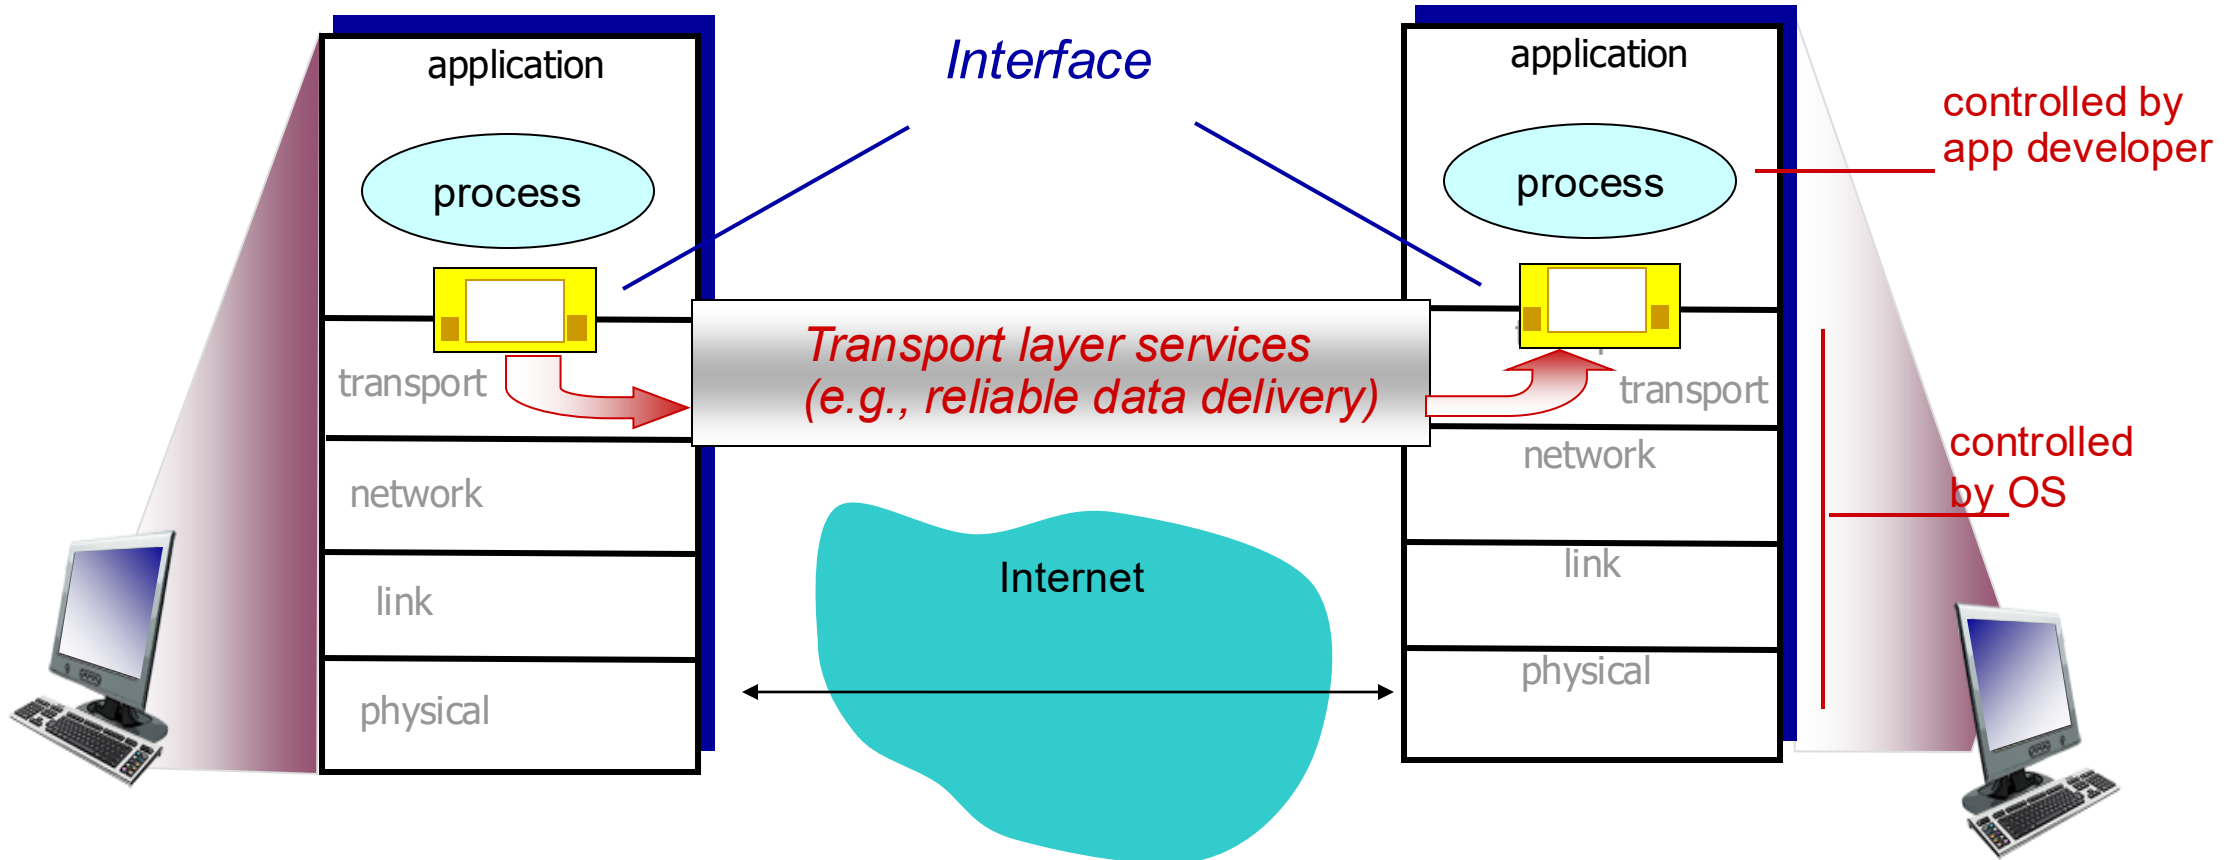 application
Interface
application
controlled by
app developer
process
process
Transport layer services
(e.g., reliable data delivery)
transport
transport
network
network
controlled
by OS
link
Internet
link
physical
physical